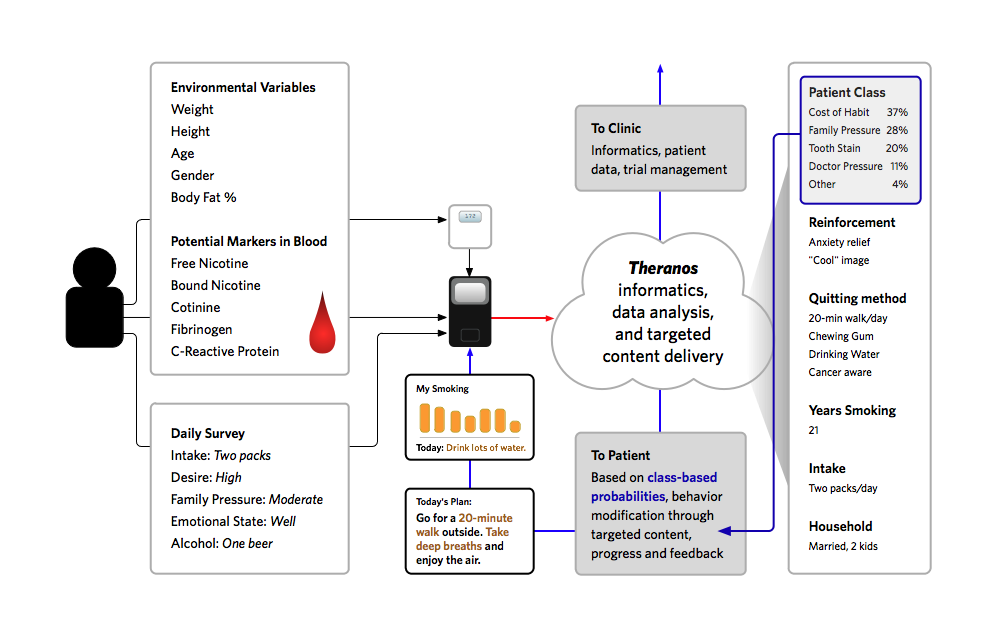 Environmental Variables
Weight
Height
Age
Gender
Body Fat %
Potential Markers in Blood
Free Nicotine
Bound Nicotine
Cotinine
Fibrinogen
C-Reactive Protein
Daily Survey
Intake: Two packs
Desire: High
Family Pressure: Moderate
Emotional State: Well
Alcohol: One beer
172
My Smoking
Today: Drink lots of water.
Today's Plan:
Go for a 20-minute
walk outside. Take
deep breaths and
enjoy the air.
To Clinic
Informatics, patient
data, trial management
Theranos
informatics,
data analysis,
and targeted
content delivery
To Patient
Based on class-based
probabilities, behavior
modification through
targeted content,
progress and feedback
Patient Class
Cost of Habit 37%
Family Pressure 28%
Tooth Stain 20%
Doctor Pressure 11%
Other 4%
Reinforcement
Anxiety relief
"Cool" image
Quitting method
20-min walk/day
Chewing Gum
Drinking Water
Cancer aware
Years Smoking
21
Intake
Two packs/day
Household
Married, 2 kids